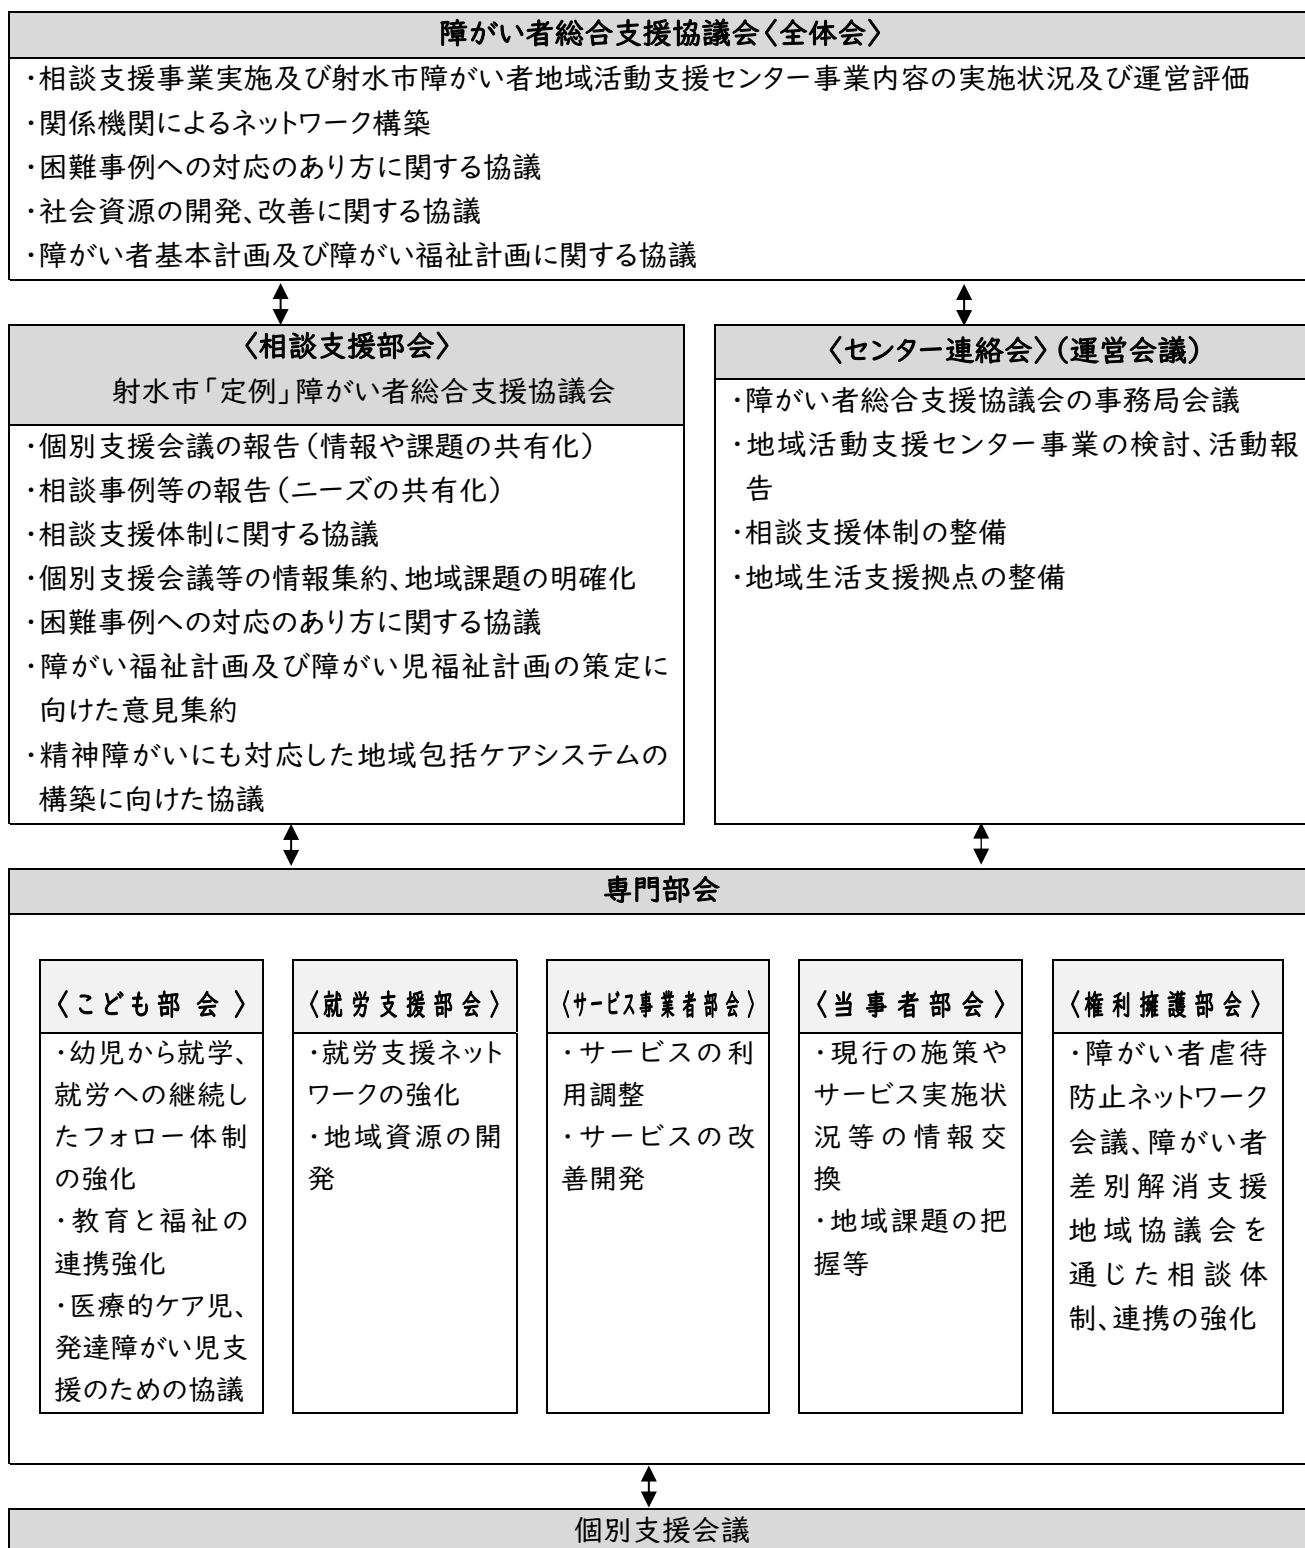 障がい者総合支援協議会〈全体会〉
・相談支援事業実施及び射水市障がい者地域活動支援センター事業内容の実施状況及び運営評価
・関係機関によるネットワーク構築
・困難事例への対応のあり方に関する協議
・社会資源の開発、改善に関する協議
・障がい者基本計画及び障がい福祉計画に関する協議
〈相談支援部会〉
射水市「定例」障がい者総合支援協議会
・個別支援会議の報告（情報や課題の共有化）
・相談事例等の報告（ニーズの共有化）
・相談支援体制に関する協議
・個別支援会議等の情報集約、地域課題の明確化
・困難事例への対応のあり方に関する協議
・障がい福祉計画及び障がい児福祉計画の策定に
向けた意見集約
・精神障がいにも対応した地域包括ケアシステムの
構築に向けた協議
〈センター連絡会〉（運営会議）
・障がい者総合支援協議会の事務局会議
・地域活動支援センター事業の検討、活動報
告
・相談支援体制の整備
・地域生活支援拠点の整備
専門部会
〈こども部会〉
・幼児から就学、
就労への継続し
たフォロー体制
の強化
・教育と福祉の
連携強化
・医療的ケア児、
発達障がい児支
援のための協議
〈就労支援部会〉
・就労支援ネット
ワークの強化
・地域資源の開
発
〈サービス事業者部会〉
・サービスの利
用調整
・サービスの改
善開発
〈当事者部会〉
・現行の施策や
サービス実施状
況等の情報交
換
・地域課題の把
握等
〈権利擁護部会〉
・障がい者虐待
防止ネットワーク
会議、障がい者
差別解消支援
地域協議会を
通じた相談体
制、連携の強化
個別支援会議